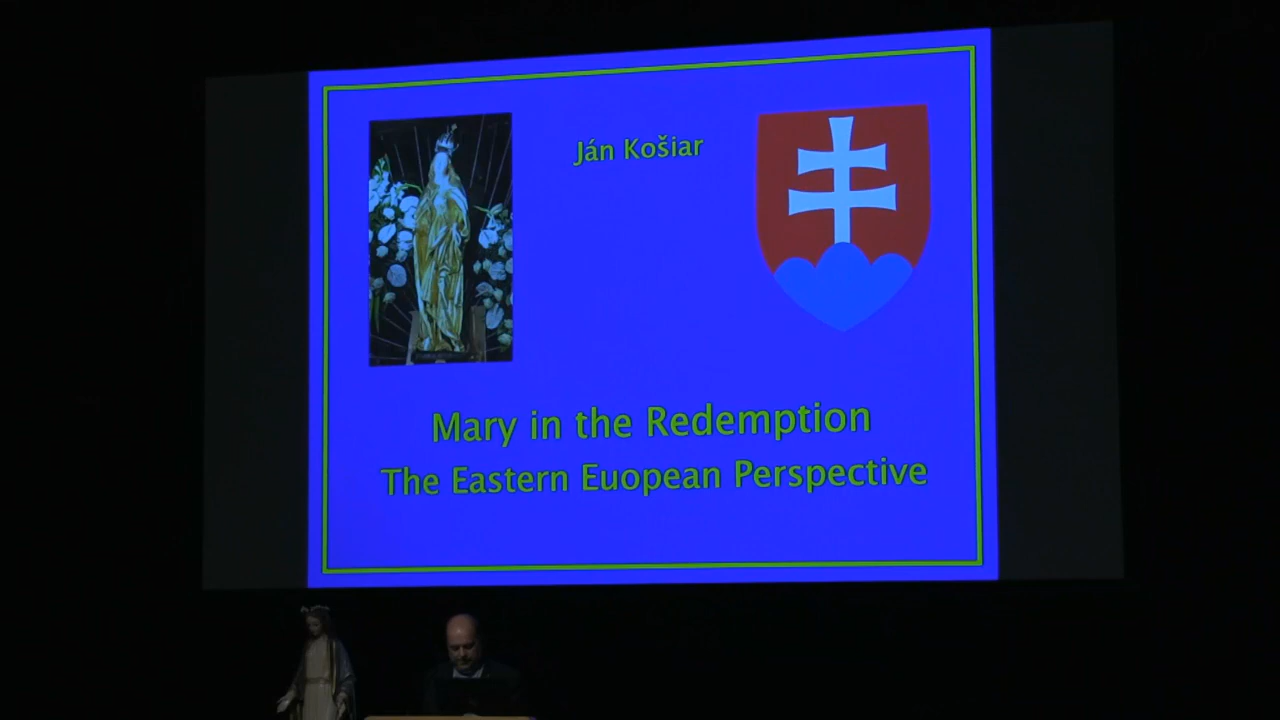 Ján Košiar
Mary in the Redemption
The Eastern Euopean Perspective